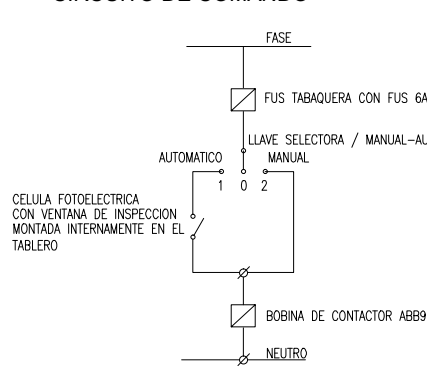 FASE
FUS TABAQUERA CON FUS 6A
LLAVE SELECTORA / MANUAL-AU
AUTOMATICO
MANUAL
1 0 2
CELULA FOTOELECTRICA
CON VENTANA DE INSPECCION
MONTADA INTERNAMENTE EN EL
TABLERO
BOBINA DE CONTACTOR ABB9
NEUTRO